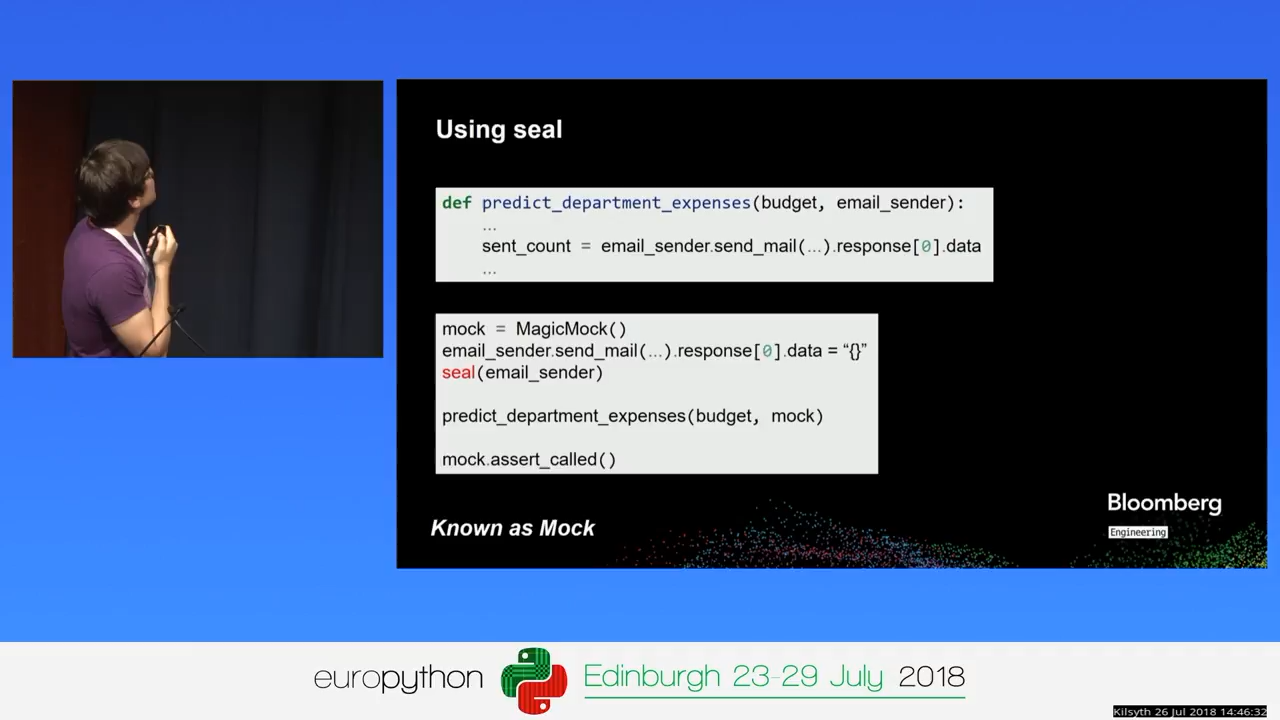 Using seal
def predict_department_expenses(budget, email_sender):
...
sent_count = email_sender.send_mail(...).response[0].data
...
mock = MagicMock()
email_sender.send_mail(...).response[0].data = “{}”
seal(email_sender)
predict_department_expenses(budget, mock)
mock.assert_called()
Known as Mock
Bloomberg
Engineering
europython
Edinburgh 23-29 July 2018
Kilsyth 26 Jul 2018 14:46:32